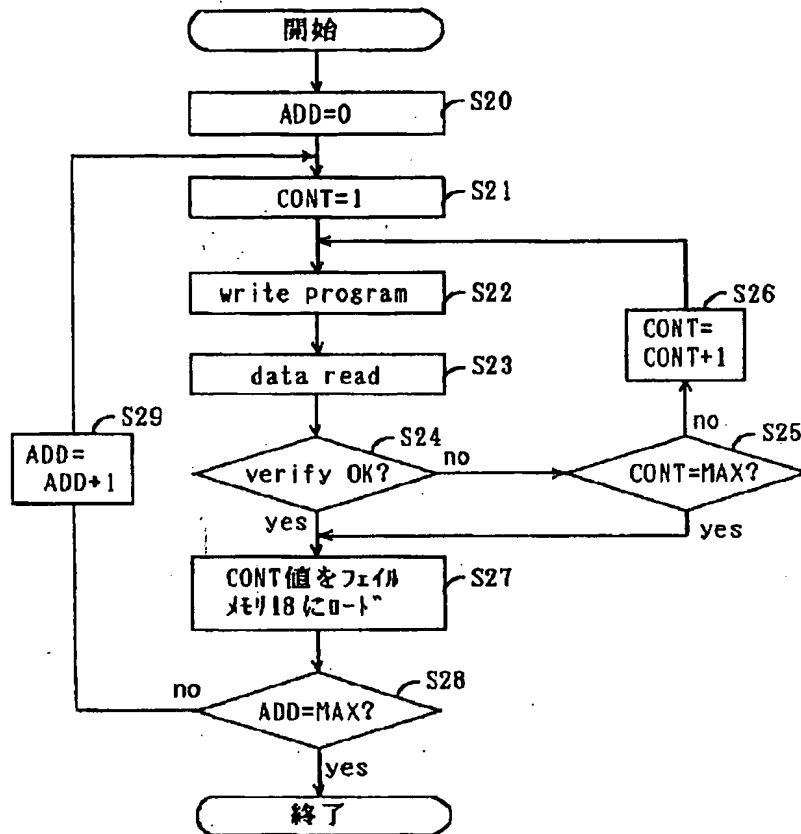 開始
ADD=0
S20
CONT=1
S21
write program
S22
data read
S23
verify OK?
S24
no
CONT=MAX?
S25
no
yes
CONT=
CONT+1
S26
yes
CONT値をフェイル
メモリ18にロード
S27
ADD=MAX?
S28
no
ADD=
ADD+1
S29
yes
終了